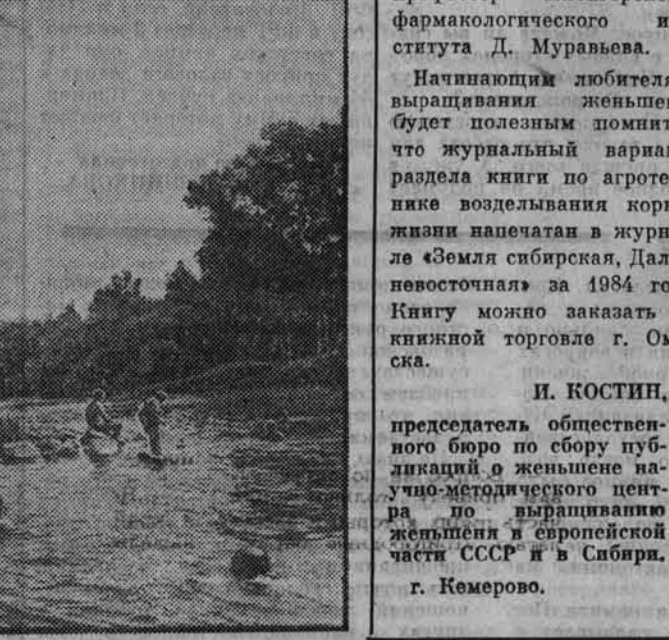 фармакологического и
ститута Д. Муравьева.
Начинающим любителя
выращивания женьшен
будет полезным помнит
что журнальный вариан
раздела книги по агроте
нике возделывания корн
жизни напечатан в журн
ле «Земля сибирская, Дал
невосточная» за 1984 го
Книгу можно заказать
книжной торговле г. Ом
ска.
И. КОСТИН,
председатель обществен-
ного бюро по сбору пуб-
ликаций о женьшене на-
учно-методического цент-
ра по выращиванию
женьшеня в европейской
части СССР и в Сибири.
г. Кемерово.